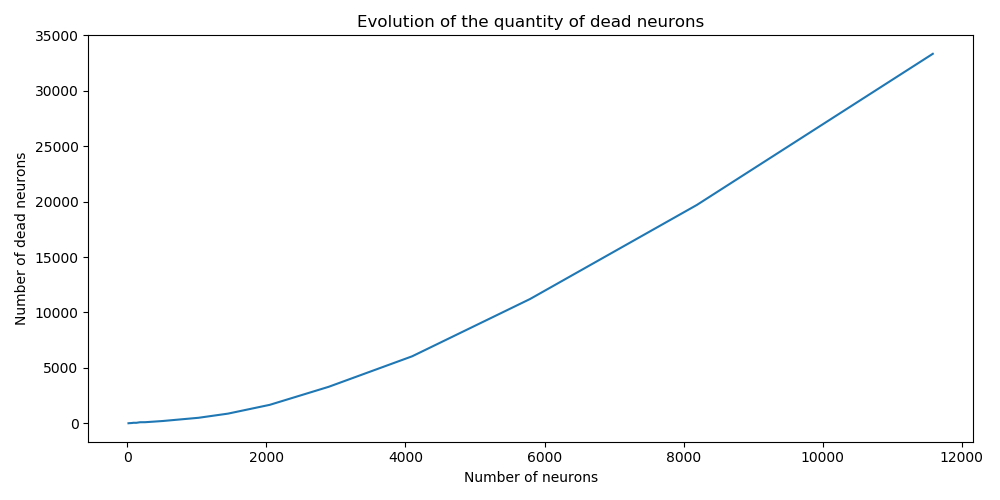 Evolution of the quantity of dead neurons
35000
30000
25000
20000
15000
10000
5000
0
Number of dead neurons
0 2000 4000 6000 8000 10000 12000
Number of neurons